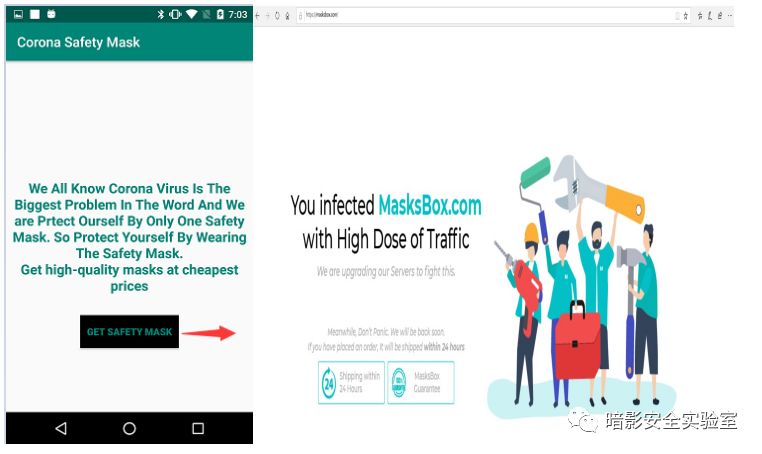 7:03
Corona Safety Mask
We All Know Corona Virus Is The
Biggest Problem In The Word And We
are Prtect Ourself By Only One Safety
Mask. So Protect Yourself By Wearing
The Safety Mask.
Get high-quality masks at cheapest
prices
GET SAFETY MASK
https://masksbox.com/
You infected MasksBox.com
with High Dose of Traffic
We are upgrading our Servers to fight this.
Meanwhile, Don't Panic. We will be back soon.
If you have placed an order, It will be shipped within 24 hours
24
Shipping within
24 Hours
MasksBox
Guarantee
暗影安全实验室